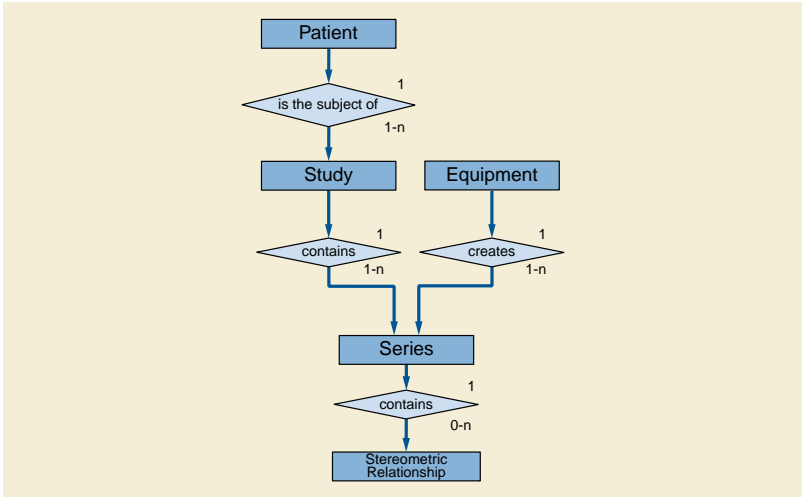 Patient
1
is the subject of
1-n
Study
Equipment
1
contains
1-n
1
creates
1-n
Series
1
contains
0-n
Stereometric
Relationship